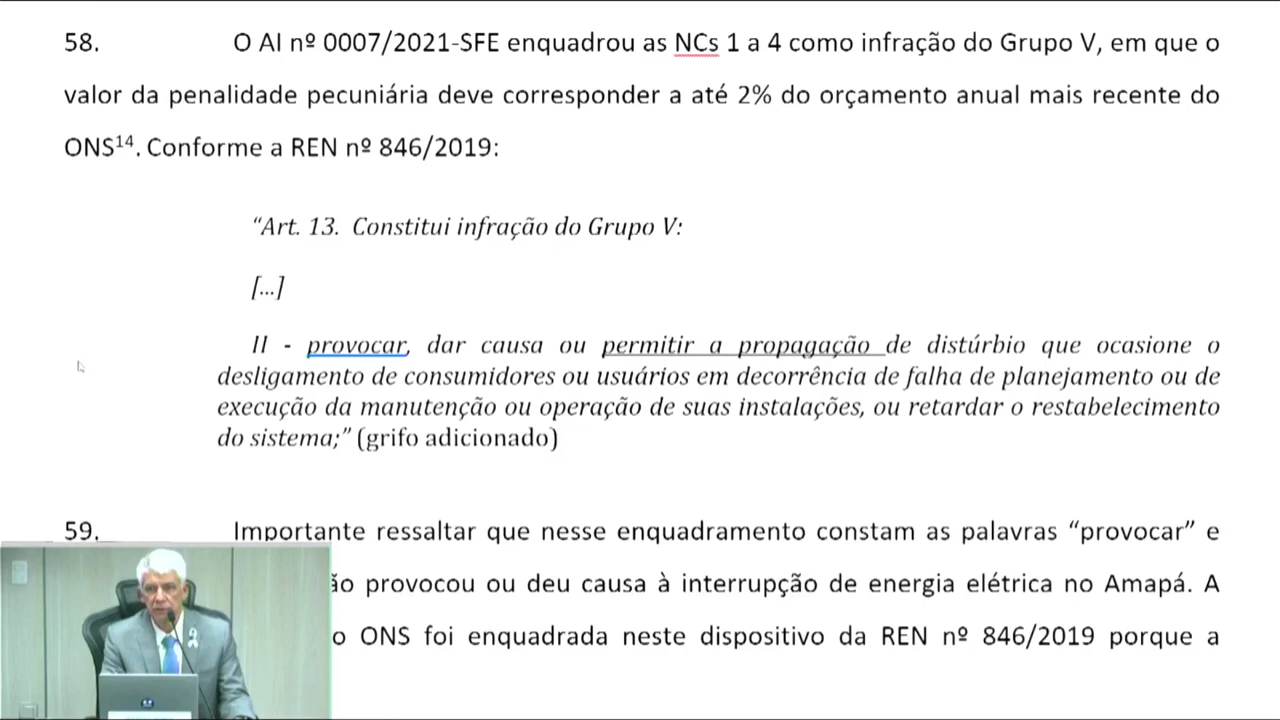 58. O AI nº 0007/2021-SFE enquadrou as NCs 1 a 4 como infração do Grupo V, em que o
valor da penalidade pecuniária deve corresponder a até 2% do orçamento anual mais recente do
ONS¹⁴. Conforme a REN nº 846/2019:
“Art. 13. Constitui infração do Grupo V:
[...]
II - provocar, dar causa ou permitir a propagação de distúrbio que ocasione o
desligamento de consumidores ou usuários em decorrência de falha de planejamento ou de
execução da manutenção ou operação de suas instalações, ou retardar o restabelecimento
do sistema;” (grifo adicionado)
59. Importante ressaltar que nesse enquadramento constam as palavras “provocar” e
ão provocou ou deu causa à interrupção de energia elétrica no Amapá. A
o ONS foi enquadrada neste dispositivo da REN nº 846/2019 porque a